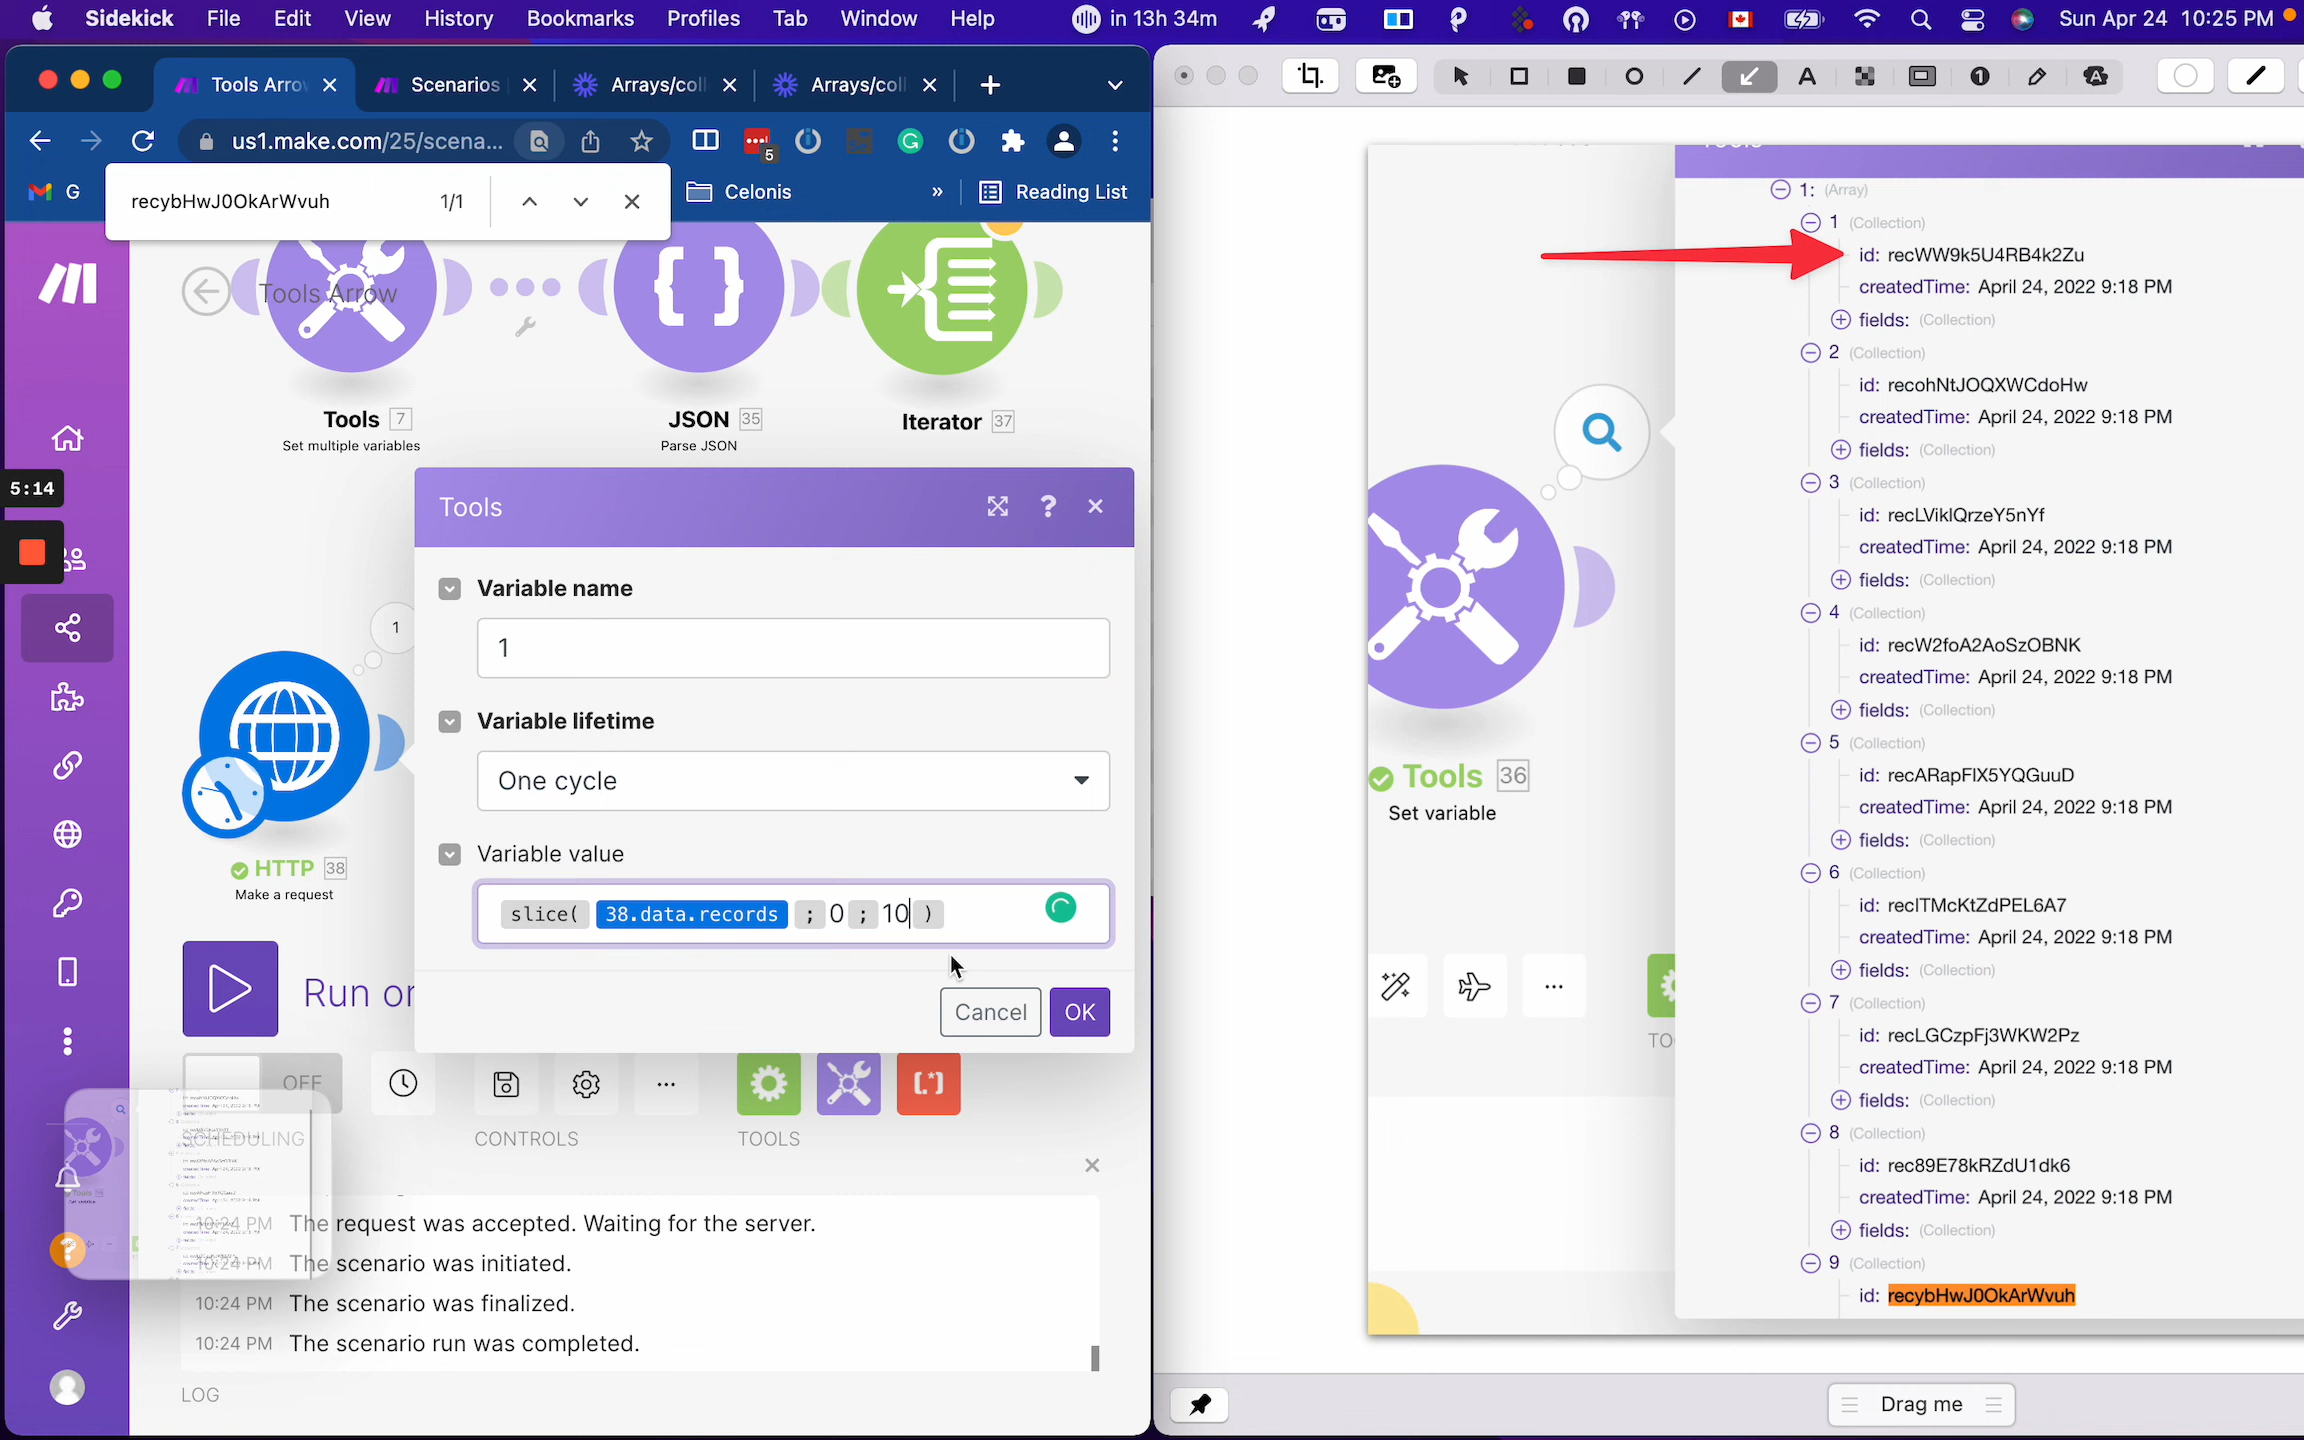 Sidekick File Edit View History Bookmarks Profiles Tab Window Help in 13h 34m Sun Apr 24 10:25 PM
Tools Arro Scenarios Arrays/coll Arrays/coll
us1.make.com/25/scena... 5
G recybHwJ0OkArWvuh 1/1 Celonis » Reading List
Tools Arrow
Tools 7
Set multiple variables
JSON 35
Parse JSON
Iterator 37
5:14
1
HTTP 38
Make a request
Tools
Variable name
1
Variable lifetime
One cycle
Variable value
slice( 38.data.records ; 0 ; 10 )
Cancel OK
Run on
OFF
SCHEDULING CONTROLS TOOLS
10:24 PM The request was accepted. Waiting for the server.
10:24 PM The scenario was initiated.
10:24 PM The scenario was finalized.
10:24 PM The scenario run was completed.
LOG
Tools
1: (Array)
1 (Collection)
id: recWW9k5U4RB4k2Zu
createdTime: April 24, 2022 9:18 PM
fields: (Collection)
2 (Collection)
id: recohNtJOQXWCdoHw
createdTime: April 24, 2022 9:18 PM
fields: (Collection)
3 (Collection)
id: recLViklQrzeY5nYf
createdTime: April 24, 2022 9:18 PM
fields: (Collection)
4 (Collection)
id: recW2foA2AoSzOBNK
createdTime: April 24, 2022 9:18 PM
fields: (Collection)
5 (Collection)
id: recARapFIX5YQGuuD
createdTime: April 24, 2022 9:18 PM
fields: (Collection)
6 (Collection)
id: recITMcKtZdPEL6A7
createdTime: April 24, 2022 9:18 PM
fields: (Collection)
7 (Collection)
id: recLGCzpFj3WKW2Pz
createdTime: April 24, 2022 9:18 PM
fields: (Collection)
8 (Collection)
id: rec89E78kRZdU1dk6
createdTime: April 24, 2022 9:18 PM
fields: (Collection)
9 (Collection)
id: recybHwJ0OkArWvuh
Tools 36
Set variable
TO
Drag me